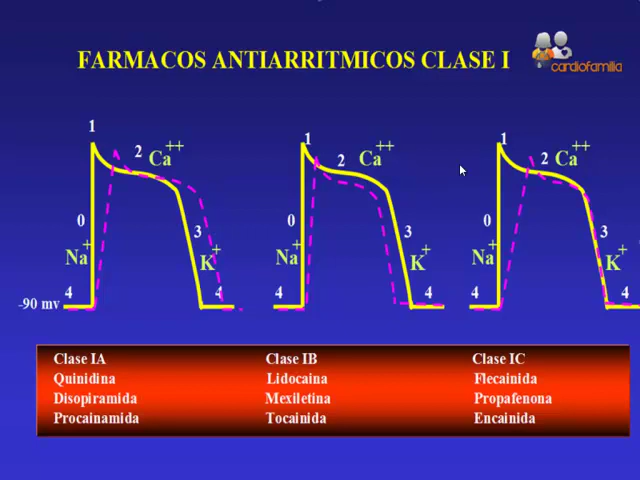 FARMACOS ANTIARRITMICOS CLASE I
cardiofamilia
1
2
Ca++
0
3
Na+
K+
4
4
-90 mv
1
2
Ca++
0
3
Na+
K+
4
4
1
2
Ca++
0
3
Na+
K+
4
4
Clase IA Clase IB Clase IC
Quinidina Lidocaina Flecainida
Disopiramida Mexiletina Propafenona
Procainamida Tocainida Encainida